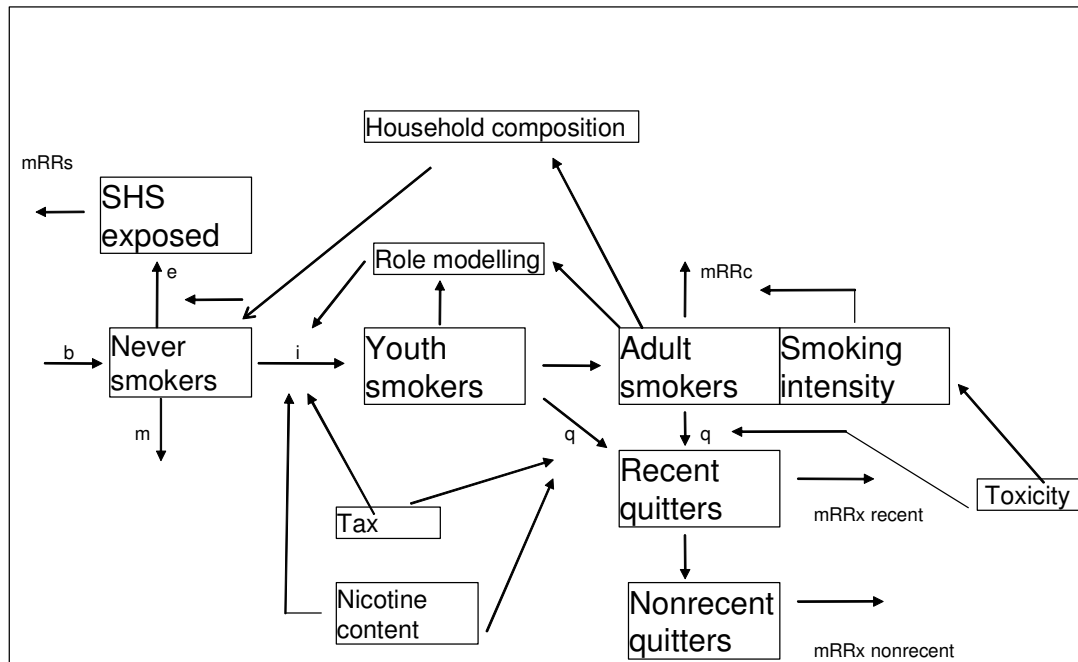 Household composition
mRRs
SHS
exposed
Role modelling
e
mRRc
b
Never
smokers
i
Youth
smokers
Adult
smokers
Smoking
intensity
m
q
q
Recent
quitters
Toxicity
mRRx recent
Tax
Nicotine
content
Nonrecent
quitters
mRRx nonrecent